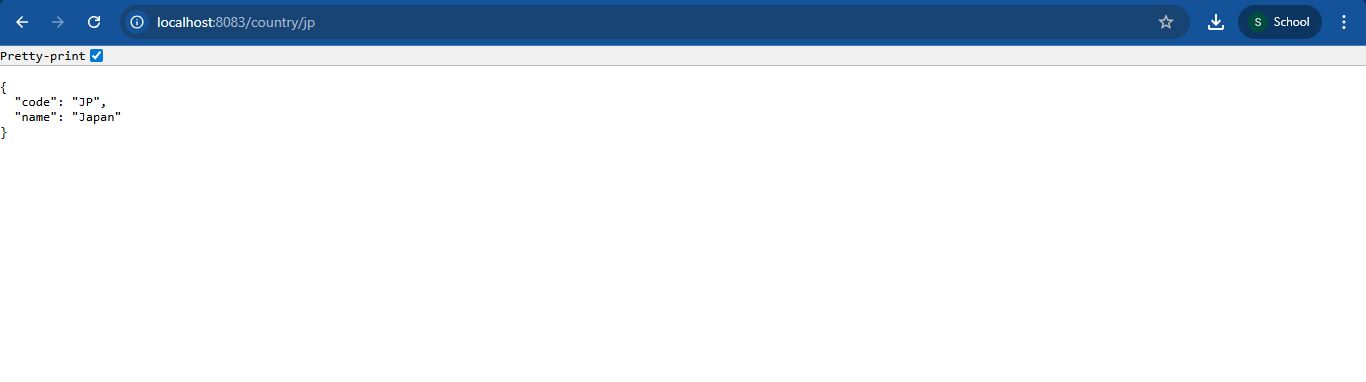 localhost:8083/country/jp
S School
Pretty-print
{
  "code": "JP",
  "name": "Japan"
}